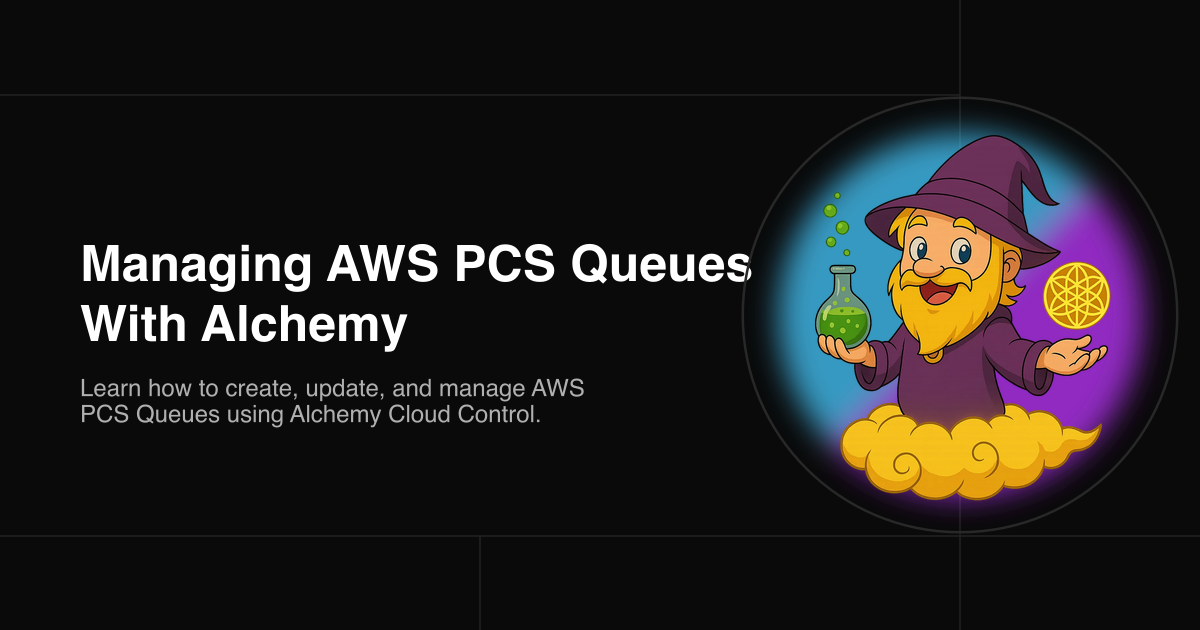 Managing AWS PCS Queues
With Alchemy
Learn how to create, update, and manage AWS
PCS Queues using Alchemy Cloud Control.